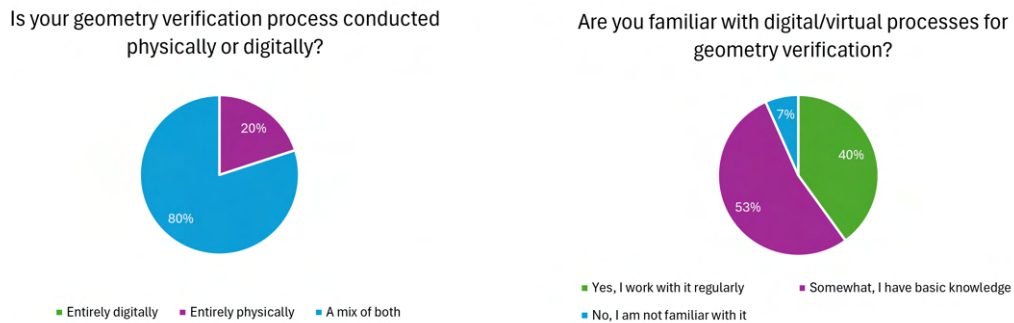 Is your geometry verification process conducted
physically or digitally?
20%
80%
Entirely digitally
Entirely physically
A mix of both
Are you familiar with digital/virtual processes for
geometry verification?
7%
40%
53%
Yes, I work with it regularly
Somewhat, I have basic knowledge
No, I am not familiar with it